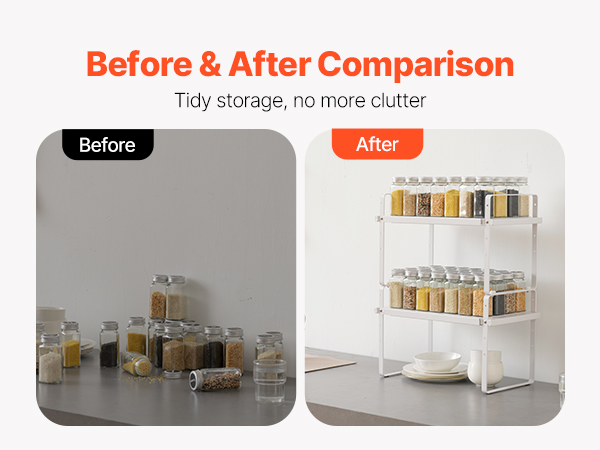 Before & After Comparison
Tidy storage, no more clutter
Before
After